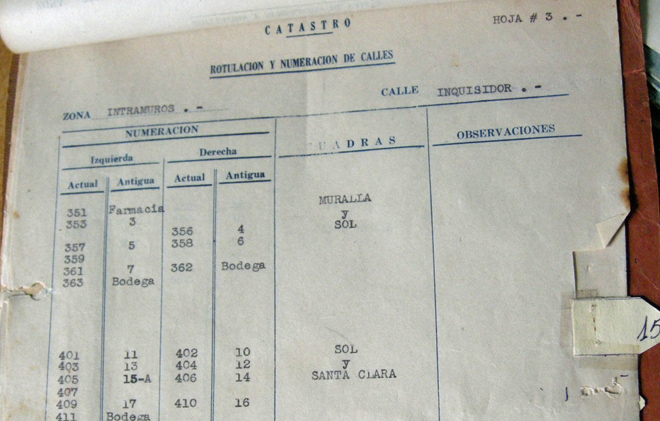 CATASTRO
HOJA # 3 . -
ROTULACION Y NUMERACION DE CALLES
ZONA INTRAMUROS . -
CALLE INQUISIDOR . -
NUMERACION
CUADRAS
OBSERVACIONES
Izquierda Derecha
Actual Antigua Actual Antigua
351 Farmacia MURALLA
353 3 y
356 4 SOL
357 5 358 6
359
361 7 362 Bodega
363 Bodega
401 11 402 10 SOL
403 13 404 12 y
405 15-A 406 14 SANTA CLARA
407
409 17 410 16
411 Bodega
15